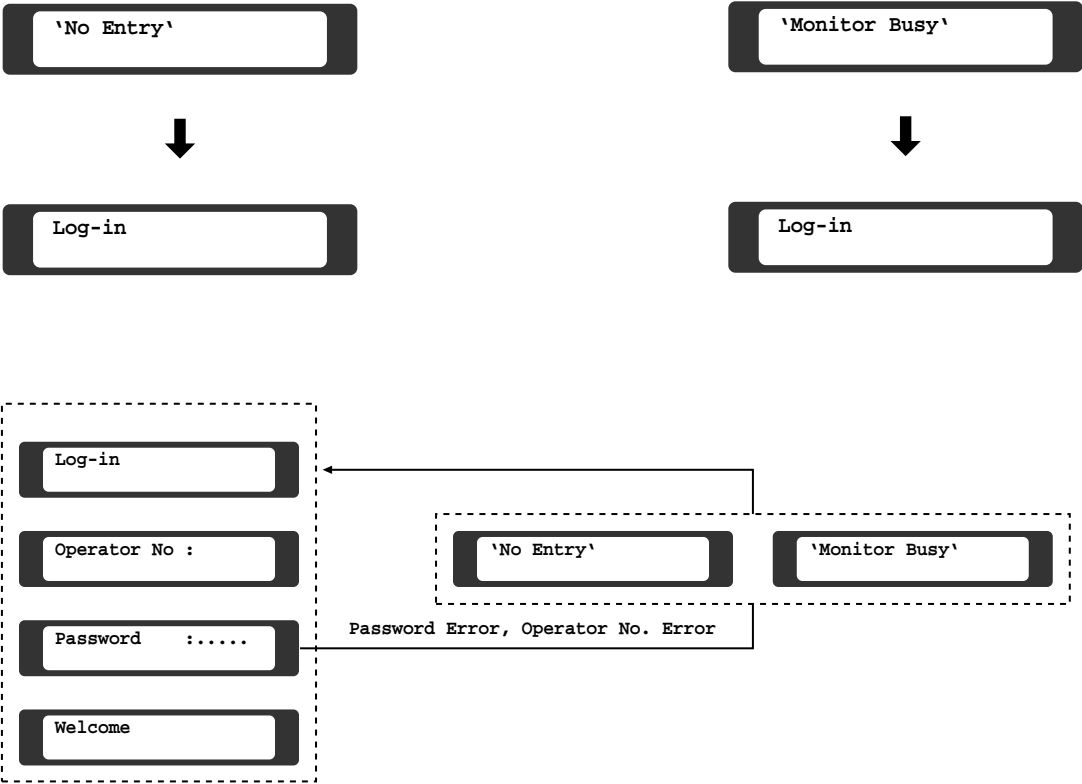 ‘No Entry‘
‘Monitor Busy‘
Log-in
Log-in
Log-in
Operator No :
Password    :.....
Welcome
‘No Entry‘
‘Monitor Busy‘
Password Error, Operator No. Error